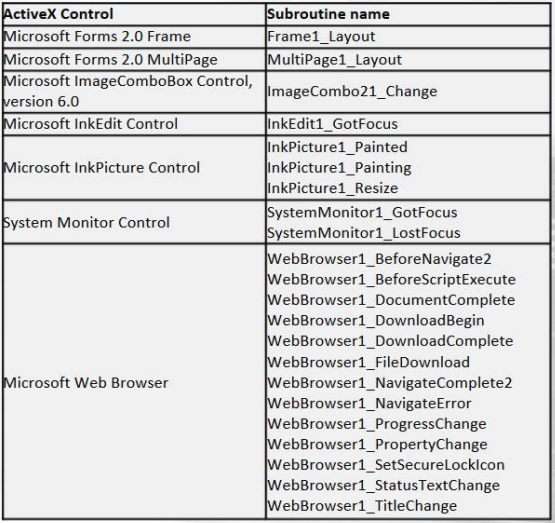 ActiveX Control Subroutine name
Microsoft Forms 2.0 Frame Frame1_Layout
Microsoft Forms 2.0 MultiPage MultiPage1_Layout
Microsoft ImageComboBox Control,
version 6.0
ImageCombo21_Change
Microsoft InkEdit Control InkEdit1_GotFocus
Microsoft InkPicture Control
InkPicture1_Painted
InkPicture1_Painting
InkPicture1_Resize
System Monitor Control
SystemMonitor1_GotFocus
SystemMonitor1_LostFocus
Microsoft Web Browser
WebBrowser1_BeforeNavigate2
WebBrowser1_BeforeScriptExecute
WebBrowser1_DocumentComplete
WebBrowser1_DownloadBegin
WebBrowser1_DownloadComplete
WebBrowser1_FileDownload
WebBrowser1_NavigateComplete2
WebBrowser1_NavigateError
WebBrowser1_ProgressChange
WebBrowser1_PropertyChange
WebBrowser1_SetSecureLockIcon
WebBrowser1_StatusTextChange
WebBrowser1_TitleChange